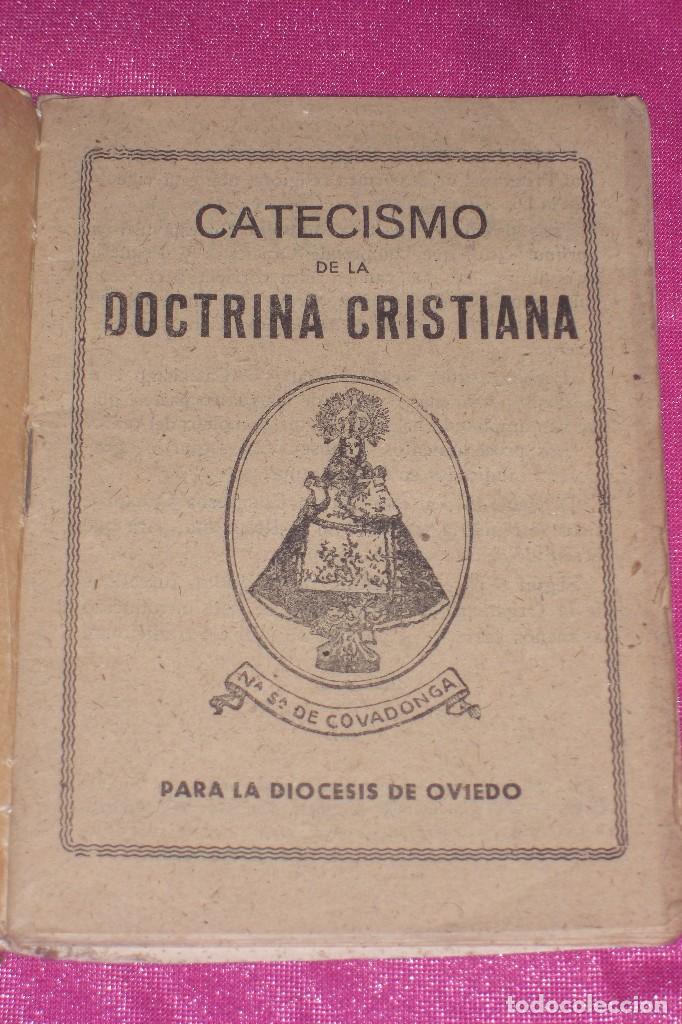 CATECISMO
DE LA
DOCTRINA CRISTIANA
Nª Sª DE COVADONGA
PARA LA DIOCESIS DE OVIEDO
todocoleccion